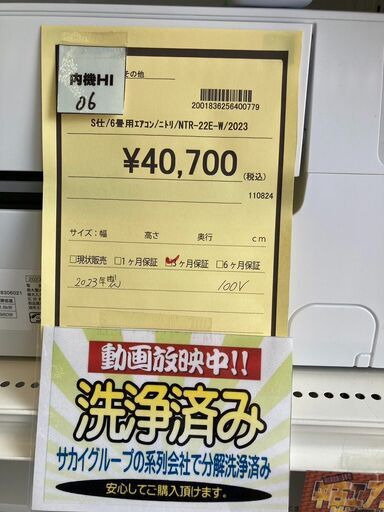 内機HI
06
その他
2001836256400779
S仕/6畳用エアコン/ニトリ/NTR-22E-W/2023
¥40,700(税込)
110824
サイズ:幅 高さ 奥行 cm
□現状販売 □1ヶ月保証 ☑3ヶ月保証 □6ヶ月保証
2023年製 100V
動画放映中!!
洗浄済み
サカイグループの系列会社で分解洗浄済み
安心してご購入頂けます。